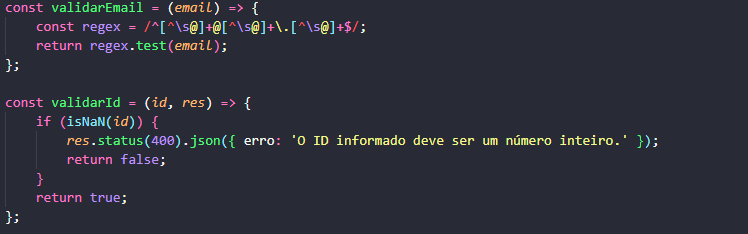 const validarEmail = (email) => {
    const regex = /^[^\s@]+@[^\s@]+\.[^\s@]+$/;
    return regex.test(email);
};

const validarId = (id, res) => {
    if (isNaN(id)) {
        res.status(400).json({ erro: 'O ID informado deve ser um número inteiro.' });
        return false;
    }
    return true;
};